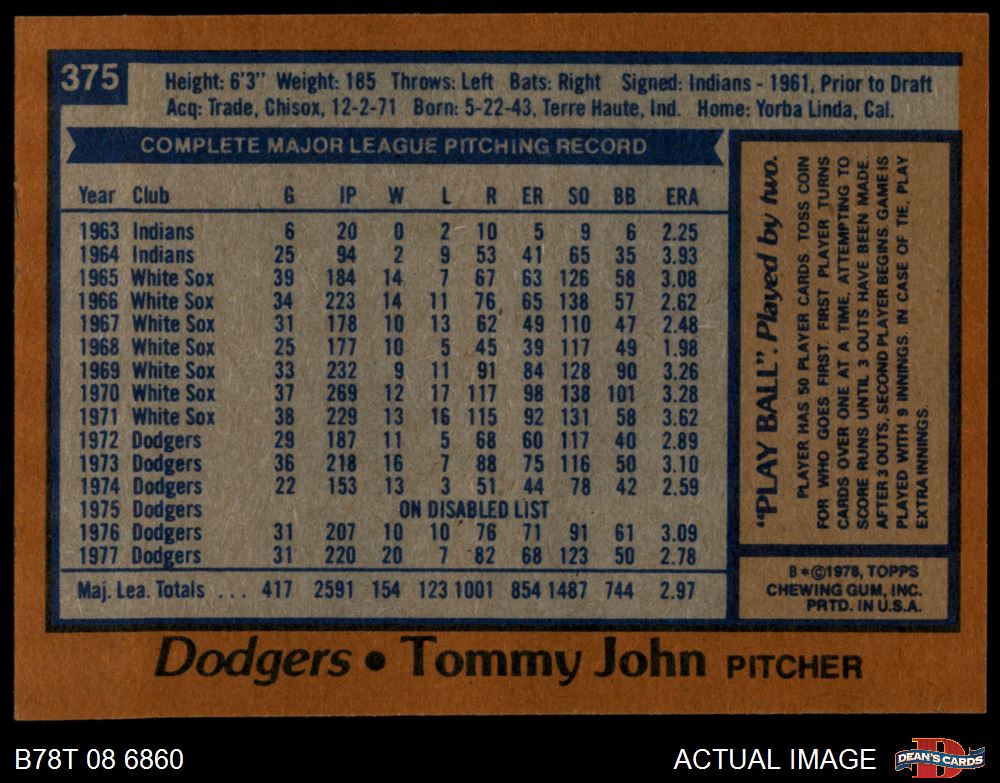 375
Height: 6'3" Weight: 185 Throws: Left Bats: Right Signed: Indians - 1961, Prior to Draft
Acq: Trade, Chisox, 12-2-71 Born: 5-22-43, Terre Haute, Ind. Home: Yorba Linda, Cal.
COMPLETE MAJOR LEAGUE PITCHING RECORD
Year Club G IP W L R ER SO BB ERA
1963 Indians 6 20 0 2 10 5 9 6 2.25
1964 Indians 25 94 2 9 53 41 65 35 3.93
1965 White Sox 39 184 14 7 67 63 126 58 3.08
1966 White Sox 34 223 14 11 76 65 138 57 2.62
1967 White Sox 31 178 10 13 62 49 110 47 2.48
1968 White Sox 25 177 10 5 45 39 117 49 1.98
1969 White Sox 33 232 9 11 91 84 128 90 3.26
1970 White Sox 37 269 12 17 117 98 138 101 3.28
1971 White Sox 38 229 13 16 115 92 131 58 3.62
1972 Dodgers 29 187 11 5 68 60 117 40 2.89
1973 Dodgers 36 218 16 7 88 75 116 50 3.10
1974 Dodgers 22 153 13 3 51 44 78 42 2.59
1975 Dodgers ON DISABLED LIST
1976 Dodgers 31 207 10 10 76 71 91 61 3.09
1977 Dodgers 31 220 20 7 82 68 123 50 2.78
Maj. Lea. Totals ... 417 2591 154 123 1001 854 1487 744 2.97
"PLAY BALL". Played by two.
PLAYER HAS 50 PLAYER CARDS. TOSS COIN
FOR WHO GOES FIRST. FIRST PLAYER TURNS
CARDS OVER ONE AT A TIME, ATTEMPTING TO
SCORE RUNS UNTIL 3 OUTS HAVE BEEN MADE.
AFTER 3 OUTS, SECOND PLAYER BEGINS. GAME IS
PLAYED WITH 9 INNINGS. IN CASE OF TIE, PLAY
EXTRA INNINGS.
B*©1978, TOPPS
CHEWING GUM, INC.
PRTD. IN U.S.A.
Dodgers • Tommy John PITCHER
B78T 08 6860
ACTUAL IMAGE
DEAN'S CARDS